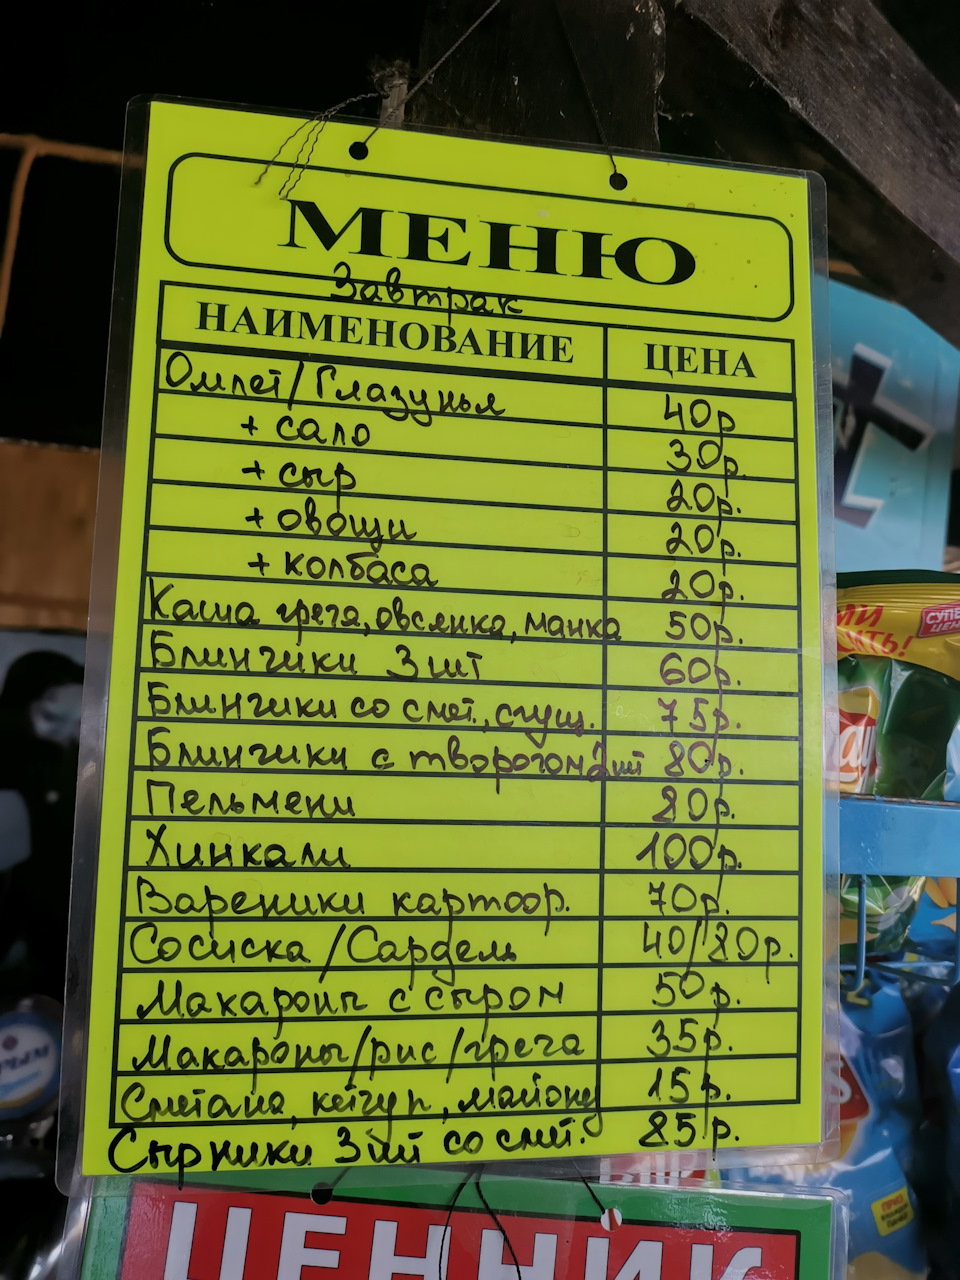 МЕНЮ
Завтрак
НАИМЕНОВАНИЕ ЦЕНА
Омлет/Глазунья 40р
+ сало 30р.
+ сыр 20р.
+ овощи 20р.
+ колбаса 20р.
Каша греча, овсянка, манка 50р.
Блинчики 3шт 60р.
Блинчики со смет., сгущ. 75р.
Блинчики с творогом 2шт 80р.
Пельмени 80р.
Хинкали 100р.
Вареники картоф. 70р.
Сосиска/Сардель 40/80р.
Макароны с сыром 50р.
Макароны/рис/греча 35р.
Сметана, кетчуп, майонез 15р.
Сырники 3шт со смет. 85р.
ЦЕННИК